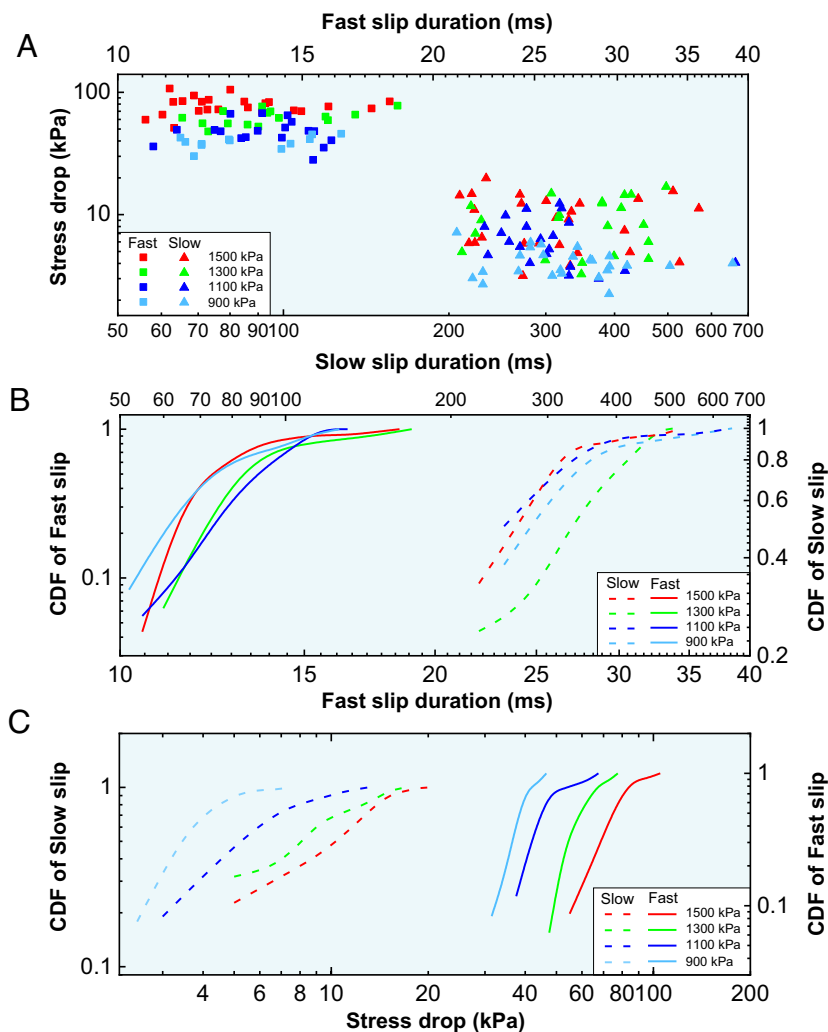 A
Fast slip duration (ms)
10 15 20 25 30 35 40
Stress drop (kPa)
100
10
Fast Slow
1500 kPa
1300 kPa
1100 kPa
900 kPa
50 60 70 80 90 100 200 300 400 500 600 700
Slow slip duration (ms)
B
50 60 70 80 90 100 200 300 400 500 600 700
CDF of Fast slip
1
0.1
1
0.8
0.6
0.4
0.2
CDF of Slow slip
Slow Fast
1500 kPa
1300 kPa
1100 kPa
900 kPa
10 15 20 25 30 35 40
Fast slip duration (ms)
C
CDF of Slow slip
1
0.1
1
0.1
CDF of Fast slip
Slow Fast
1500 kPa
1300 kPa
1100 kPa
900 kPa
4 6 8 10 20 40 60 80 100 200
Stress drop (kPa)